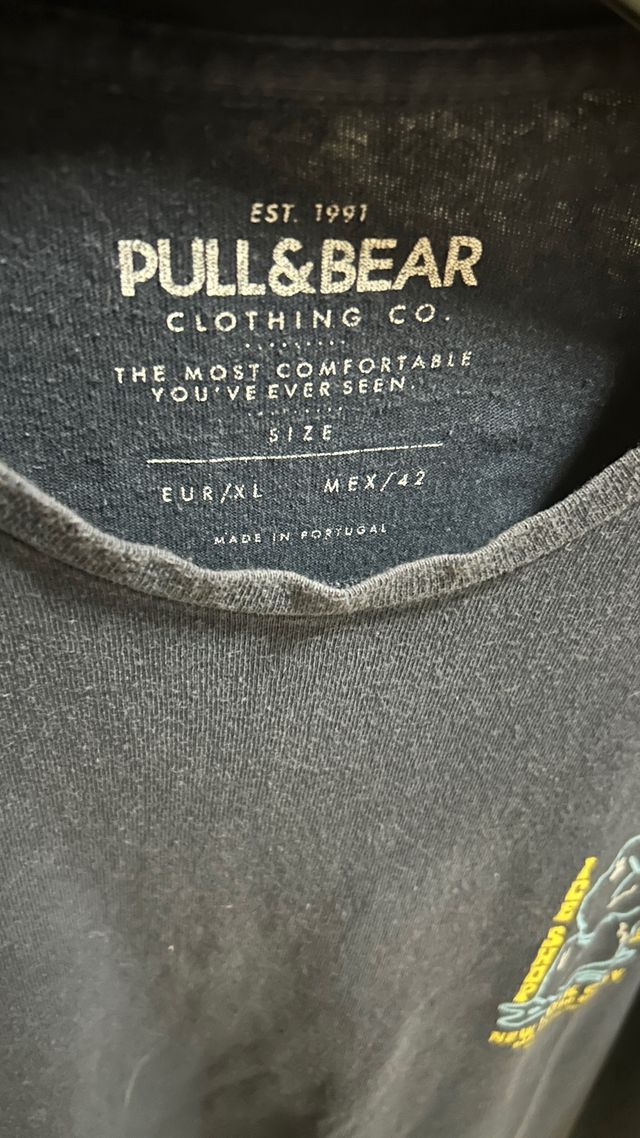 EST. 1991
PULL&BEAR
CLOTHING CO.
THE MOST COMFORTABLE
YOU'VE EVER SEEN.
SIZE
EUR/XL MEX/42
MADE IN PORTUGAL
NEW